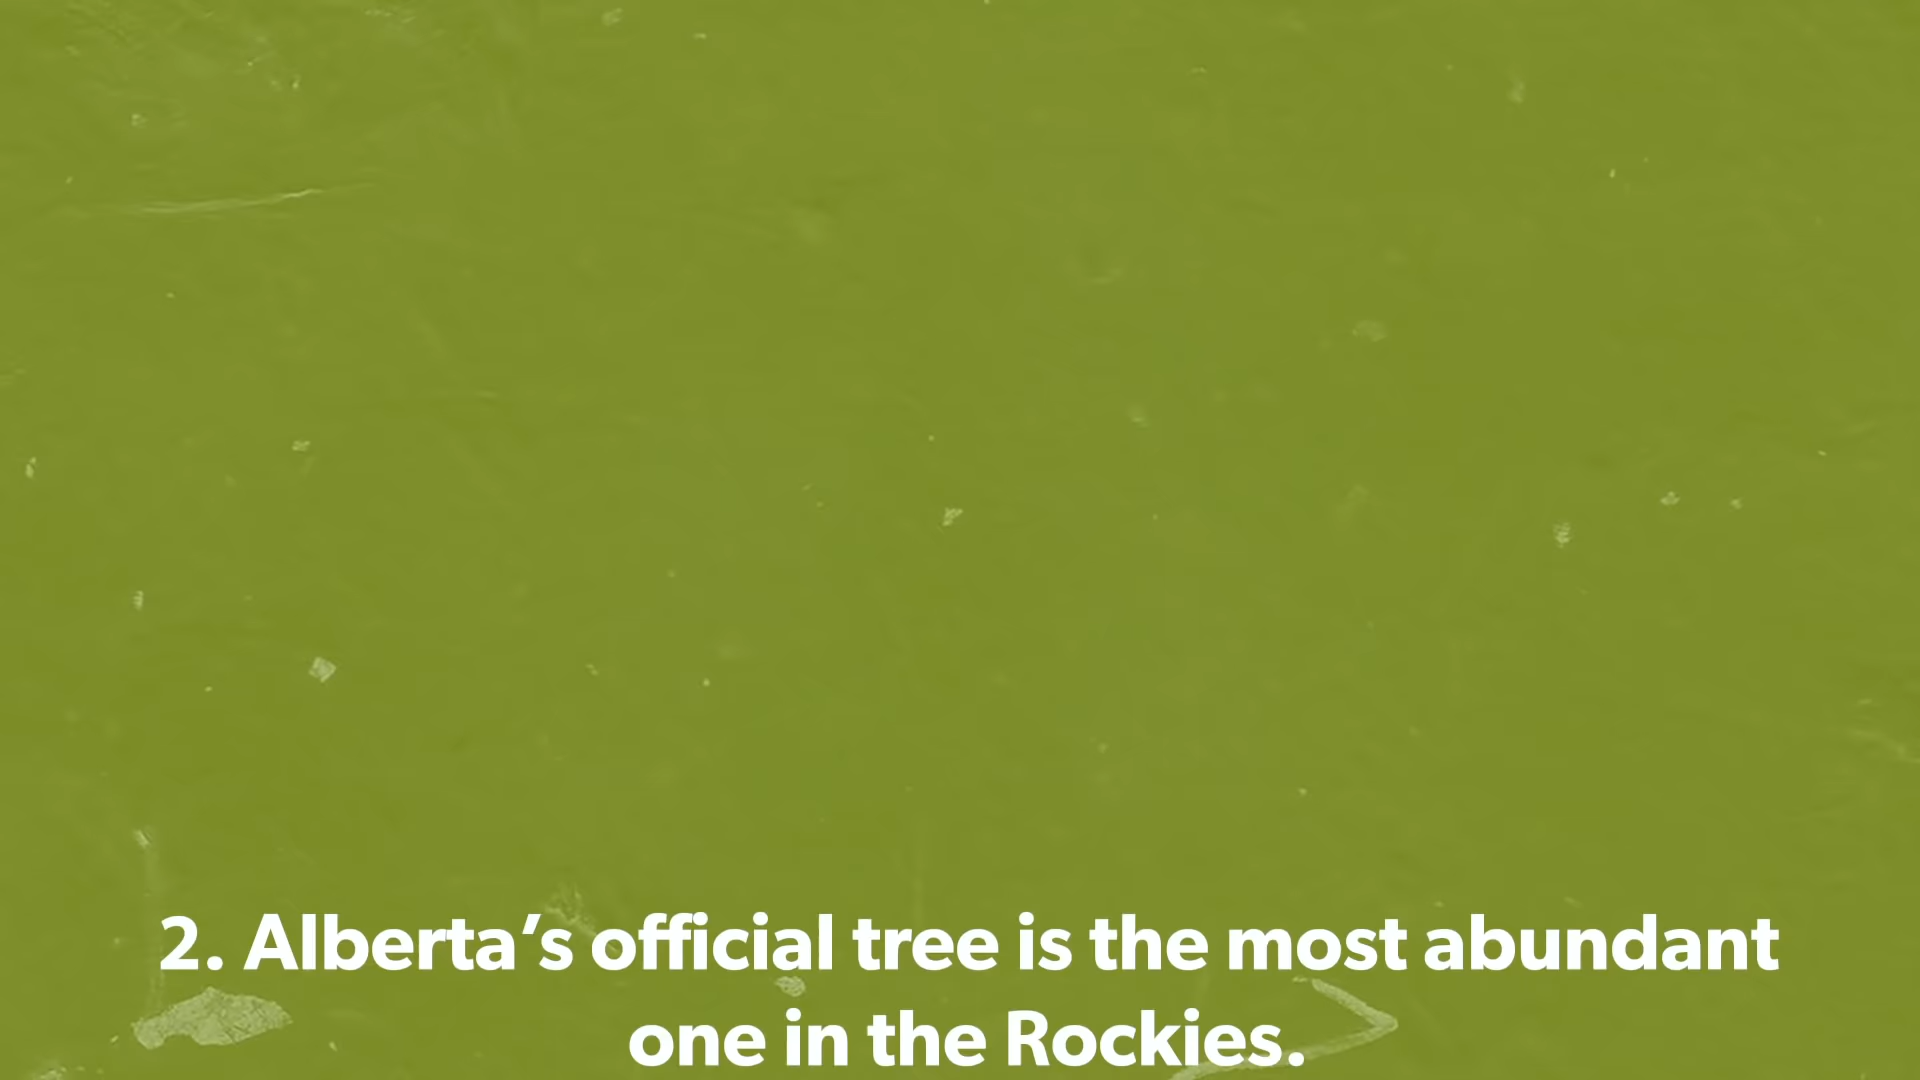 2. Alberta’s official tree is the most abundant
one in the Rockies.